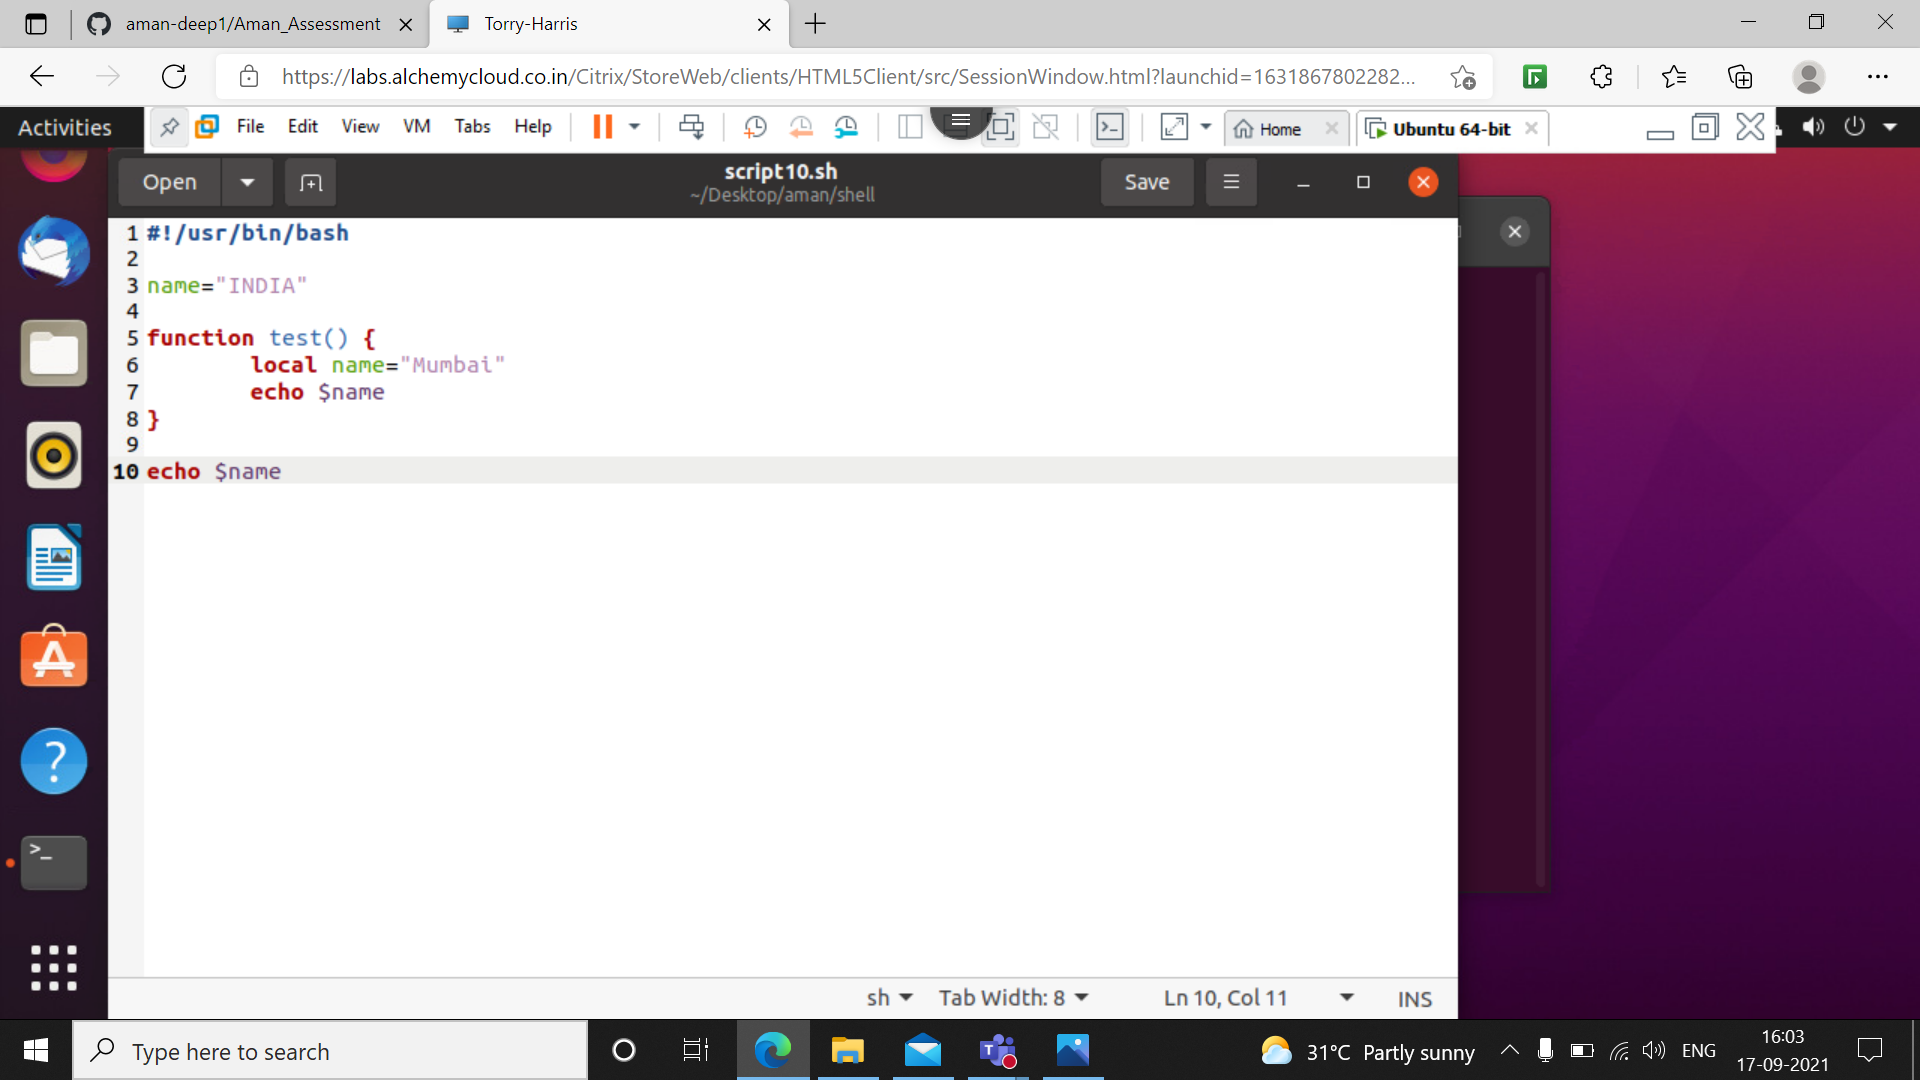 aman-deep1/Aman_Assessment
Torry-Harris
https://labs.alchemycloud.co.in/Citrix/StoreWeb/clients/HTML5Client/src/SessionWindow.html?launchid=1631867802282...
Activities
File Edit View VM Tabs Help
Home
Ubuntu 64-bit
Open
script10.sh
~/Desktop/aman/shell
Save
1 #!/usr/bin/bash
2
3 name="INDIA"
4
5 function test() {
6 local name="Mumbai"
7 echo $name
8 }
9
10 echo $name
sh Tab Width: 8 Ln 10, Col 11 INS
Type here to search
31°C Partly sunny
ENG
16:03
17-09-2021